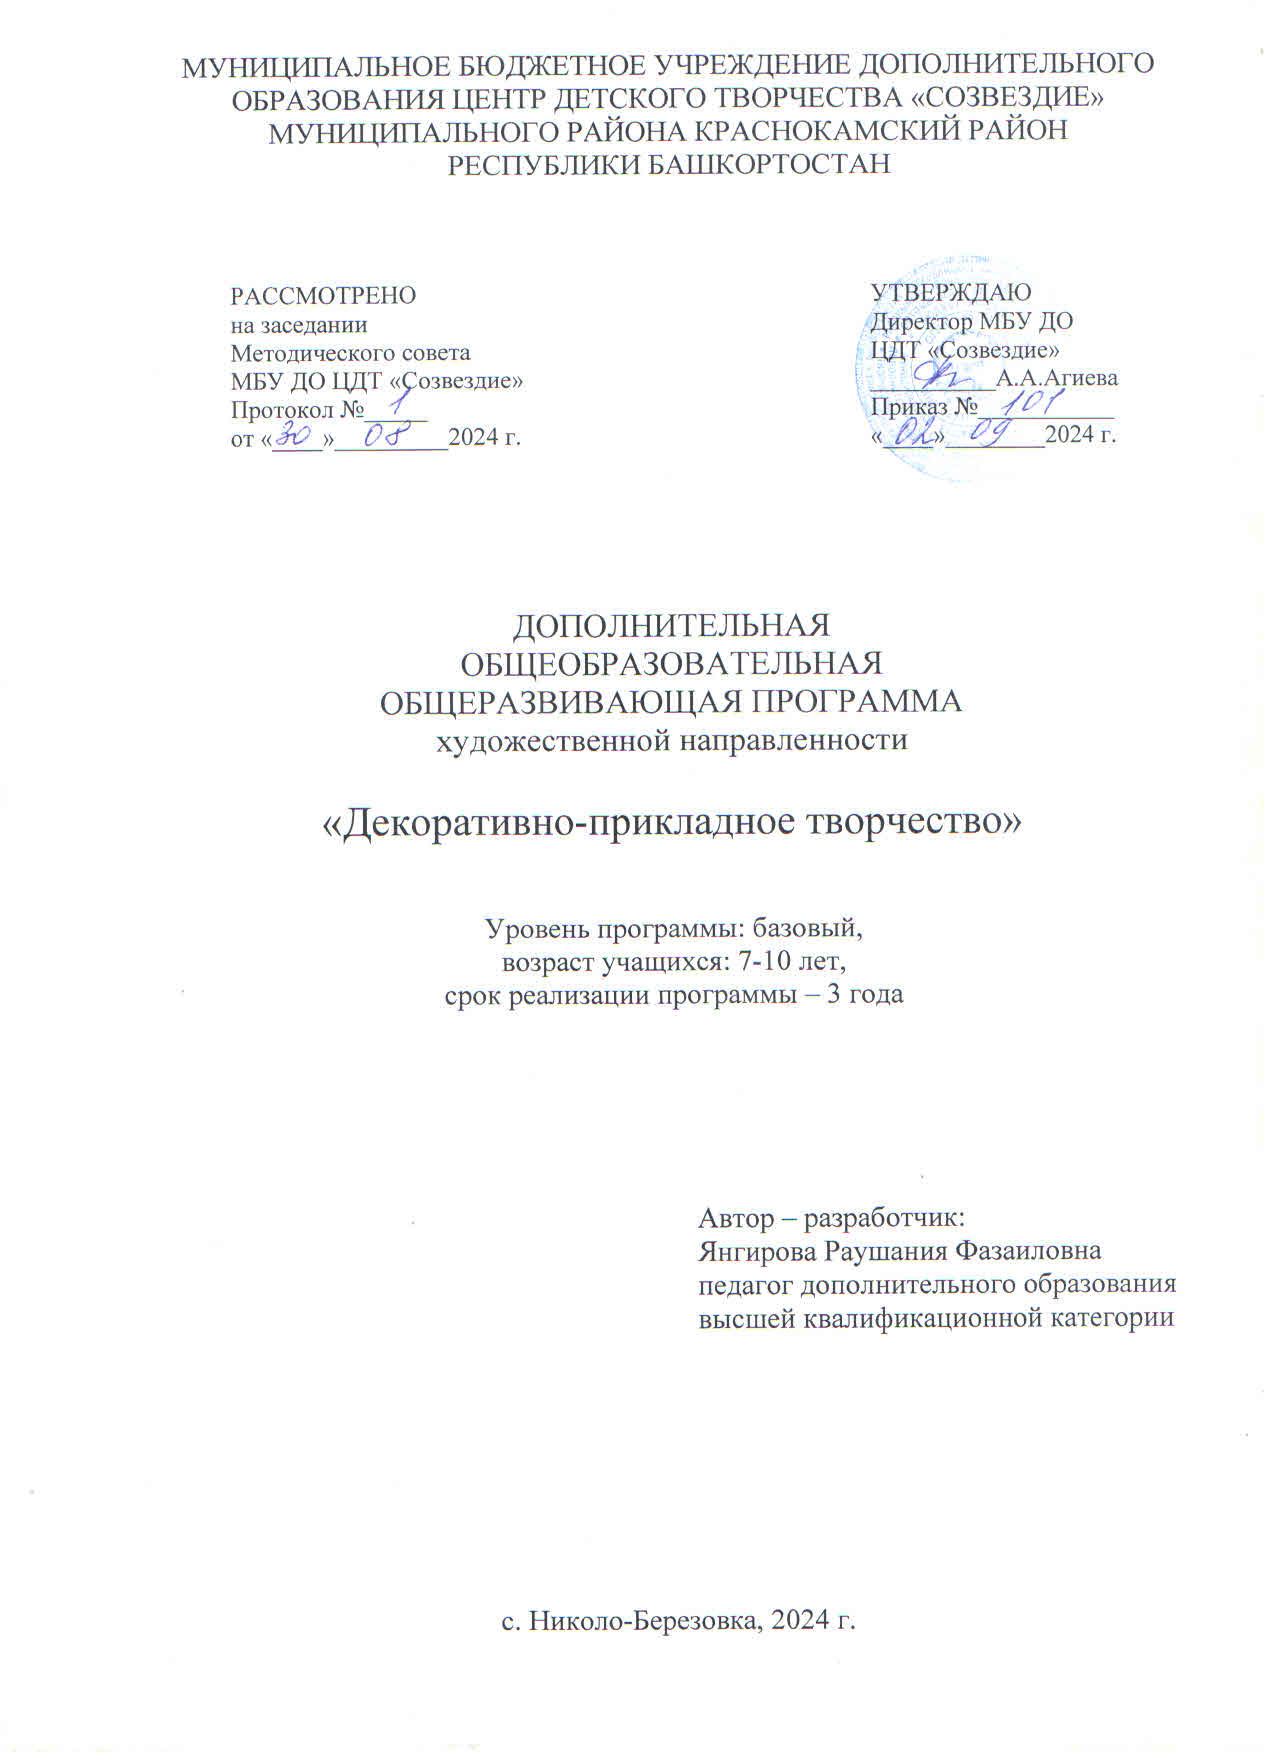 МУНИЦИПАЛЬНОЕ БЮДЖЕТНОЕ УЧРЕЖДЕНИЕ ДОПОЛНИТЕЛЬНОГО
ОБРАЗОВАНИЯ ЦЕНТР ДЕТСКОГО ТВОРЧЕСТВА «СОЗВЕЗДИЕ»
МУНИЦИПАЛЬНОГО РАЙОНА КРАСНОКАМСКИЙ РАЙОН
РЕСПУБЛИКИ БАШКОРТОСТАН
РАССМОТРЕНО
на заседании
Методического совета
МБУ ДО ЦДТ «Созвездие»
Протокол № 1
от «30» 08 2024 г.
УТВЕРЖДАЮ
Директор МБУ ДО
ЦДТ «Созвездие»
А.А.Агиева
Приказ № 101
«02» 09 2024 г.
ДОПОЛНИТЕЛЬНАЯ
ОБЩЕОБРАЗОВАТЕЛЬНАЯ
ОБЩЕРАЗВИВАЮЩАЯ ПРОГРАММА
художественной направленности
«Декоративно-прикладное творчество»
Уровень программы: базовый,
возраст учащихся: 7-10 лет,
срок реализации программы – 3 года
Автор – разработчик:
Янгирова Раушания Фазаиловна
педагог дополнительного образования
высшей квалификационной категории
с. Николо-Березовка, 2024 г.